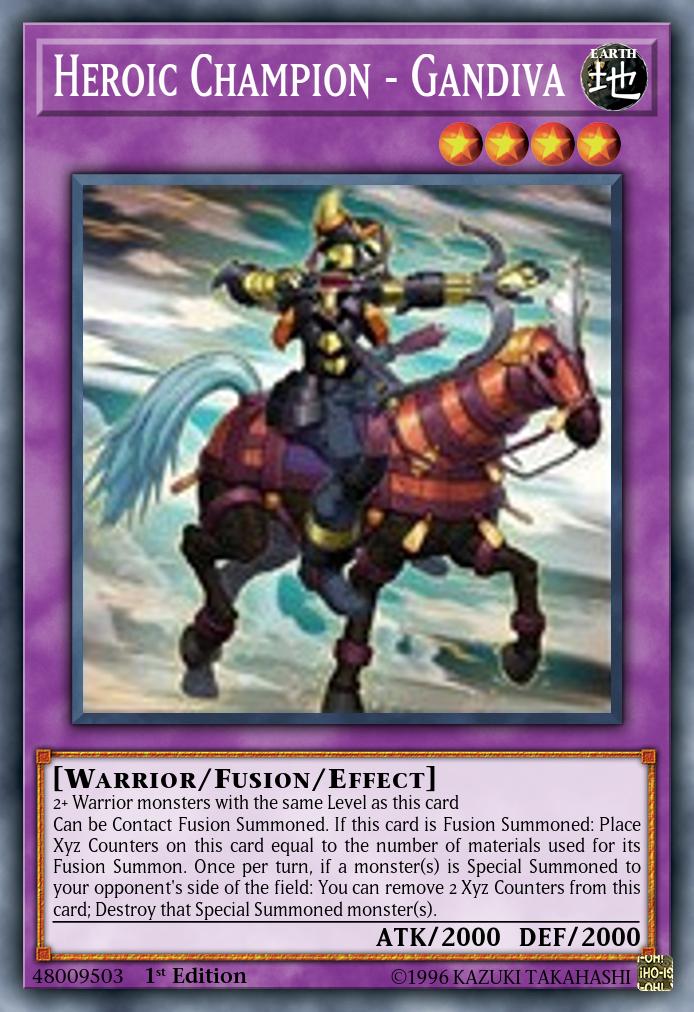 HEROIC CHAMPION - GANDIVA
EARTH
地
[WARRIOR/FUSION/EFFECT]
2+ Warrior monsters with the same Level as this card
Can be Contact Fusion Summoned. If this card is Fusion Summoned: Place
Xyz Counters on this card equal to the number of materials used for its
Fusion Summon. Once per turn, if a monster(s) is Special Summoned to
your opponent's side of the field: You can remove 2 Xyz Counters from this
card; Destroy that Special Summoned monster(s).
ATK/2000 DEF/2000
48009503 1st Edition ©1996 KAZUKI TAKAHASHI